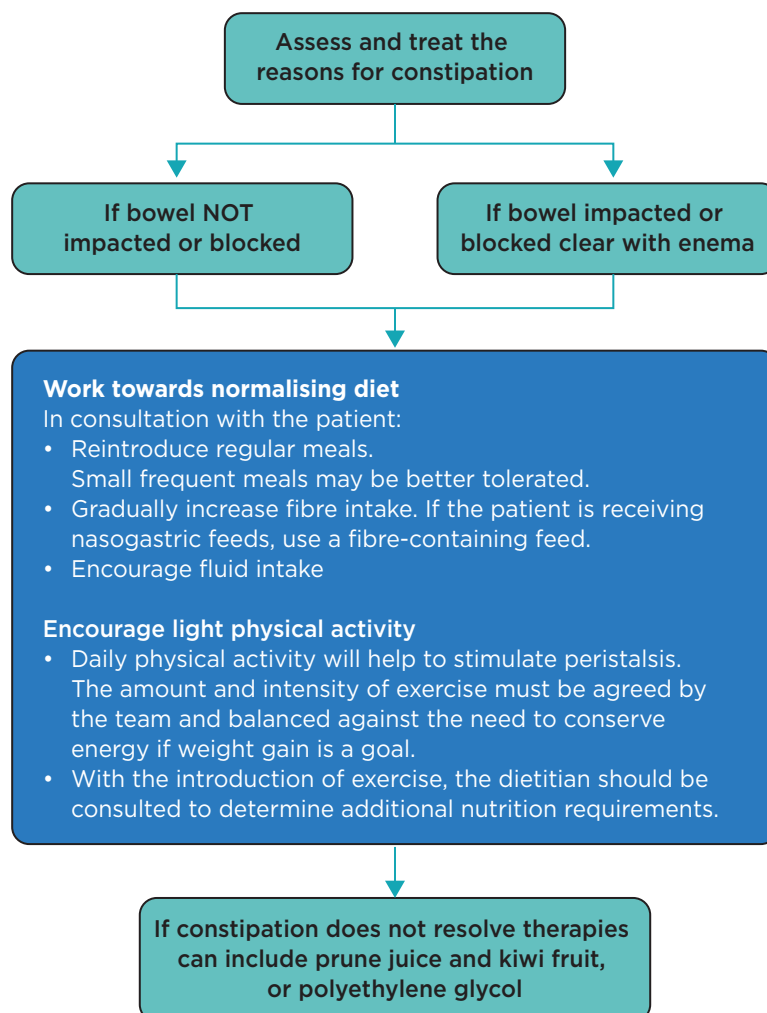 Assess and treat the
reasons for constipation
If bowel NOT
impacted or blocked
If bowel impacted or
blocked clear with enema
Work towards normalising diet
In consultation with the patient:
• Reintroduce regular meals.
Small frequent meals may be better tolerated.
• Gradually increase fibre intake. If the patient is receiving
nasogastric feeds, use a fibre-containing feed.
• Encourage fluid intake
Encourage light physical activity
• Daily physical activity will help to stimulate peristalsis.
The amount and intensity of exercise must be agreed by
the team and balanced against the need to conserve
energy if weight gain is a goal.
• With the introduction of exercise, the dietitian should be
consulted to determine additional nutrition requirements.
If constipation does not resolve therapies
can include prune juice and kiwi fruit,
or polyethylene glycol